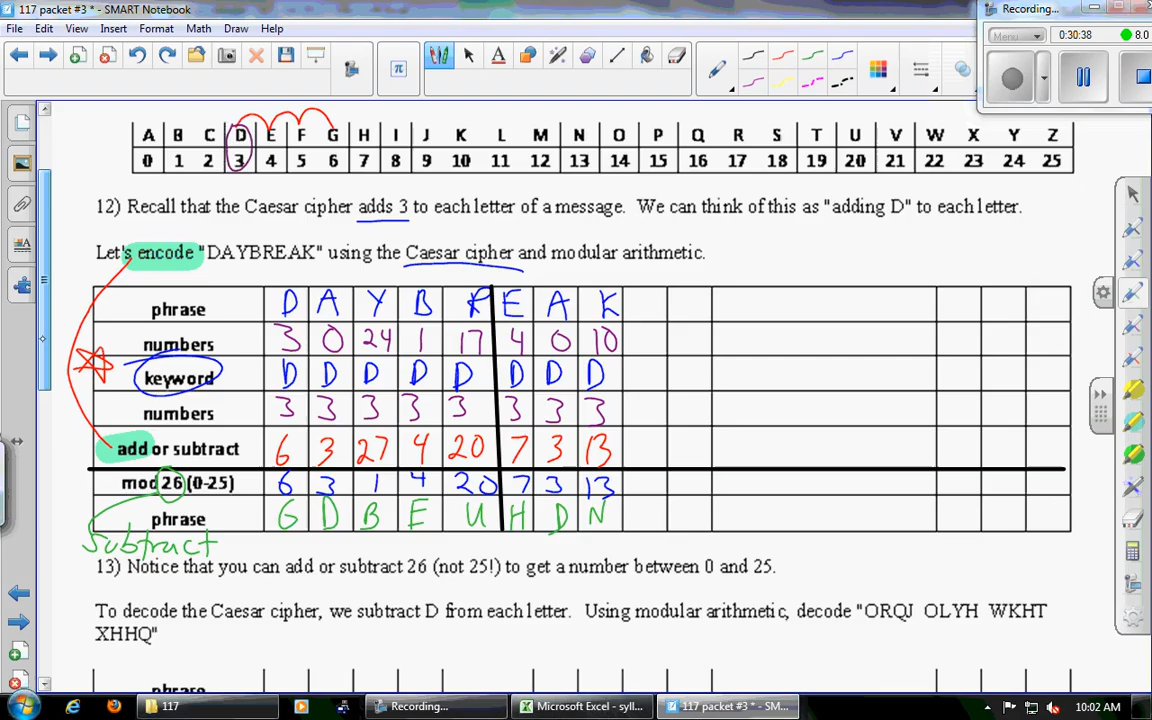 117 packet #3 * - SMART Notebook
Recording...
File Edit View Insert Format Math Draw Help
Menu 0:30:38 8.0
π A
A B C D E F G H I J K L M N O P Q R S T U V W X Y Z
0 1 2 3 4 5 6 7 8 9 10 11 12 13 14 15 16 17 18 19 20 21 22 23 24 25
12) Recall that the Caesar cipher adds 3 to each letter of a message. We can think of this as "adding D" to each letter.
Let's encode "DAYBREAK" using the Caesar cipher and modular arithmetic.
phrase D A Y B R E A K
numbers 3 0 24 1 17 4 0 10
keyword D D D D D D D D
numbers 3 3 3 3 3 3 3 3
add or subtract 6 3 27 4 20 7 3 13
mod 26 (0-25) 6 3 1 4 20 7 3 13
phrase G D B E U H D N
Subtract
13) Notice that you can add or subtract 26 (not 25!) to get a number between 0 and 25.
To decode the Caesar cipher, we subtract D from each letter. Using modular arithmetic, decode "ORQJ OLYH WKHT
XHHQ"
phrase
117 Recording... Microsoft Excel - syll... 117 packet #3 * - SM... 10:02 AM